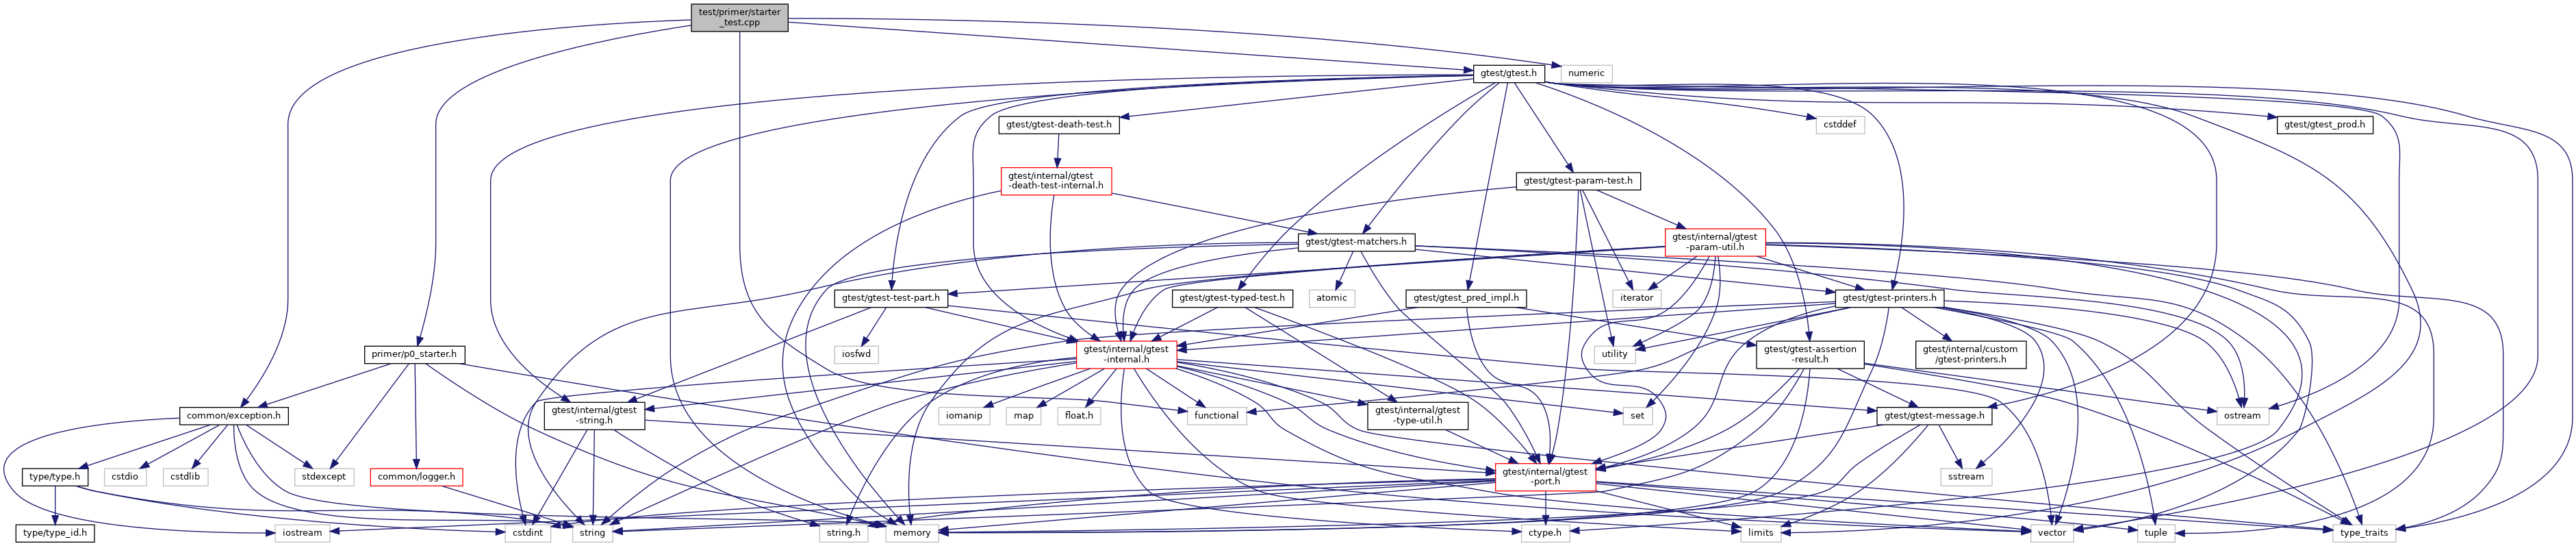 test/primer/starter
_test.cpp
gtest/gtest.h
numeric
gtest/gtest-death-test.h
cstddef
gtest/gtest_prod.h
gtest/internal/gtest
-death-test-internal.h
gtest/gtest-param-test.h
gtest/gtest-matchers.h
gtest/internal/gtest
-param-util.h
gtest/gtest-test-part.h
gtest/gtest-typed-test.h
atomic
gtest/gtest_pred_impl.h
iterator
gtest/gtest-printers.h
primer/p0_starter.h
iosfwd
gtest/internal/gtest
-internal.h
utility
gtest/gtest-assertion
-result.h
gtest/internal/custom
/gtest-printers.h
common/exception.h
gtest/internal/gtest
-string.h
iomanip
map
float.h
functional
gtest/internal/gtest
-type-util.h
set
gtest/gtest-message.h
ostream
type/type.h
cstdio
cstdlib
stdexcept
common/logger.h
gtest/internal/gtest
-port.h
sstream
type/type_id.h
iostream
cstdint
string
string.h
memory
ctype.h
limits
vector
tuple
type_traits